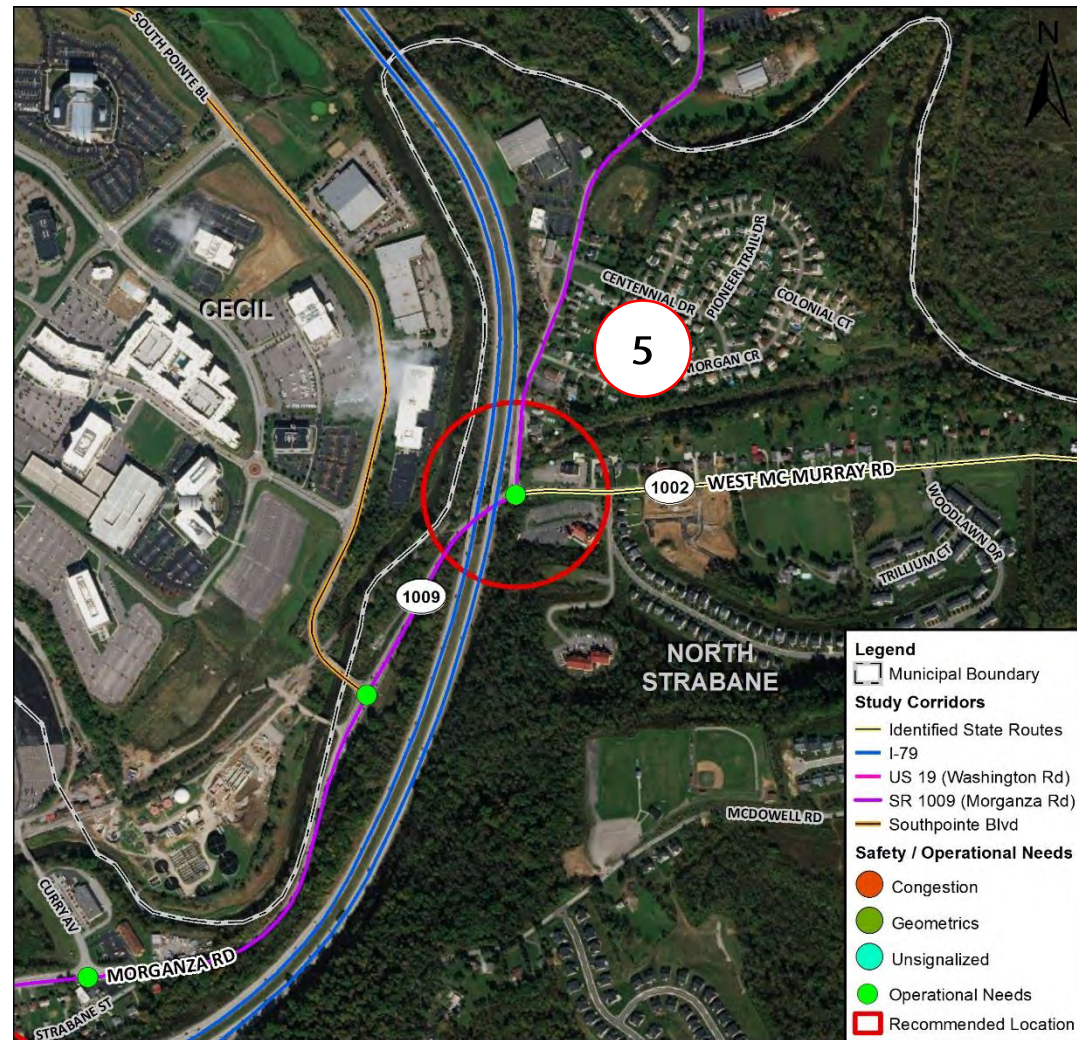 SOUTH POINTE BL
N
CECIL
CENTENNIAL DR
PIONEER TRAIL DR
COLONIAL CT
5
MORGAN CR
1002
WEST MC MURRAY RD
WOODLAWN DR
TRILLIUM CT
1009
NORTH
STRABANE
MCDOWELL RD
CURRY AV
MORGANZA RD
STRABANE ST
Legend
Municipal Boundary
Study Corridors
Identified State Routes
I-79
US 19 (Washington Rd)
SR 1009 (Morganza Rd)
Southpointe Blvd
Safety / Operational Needs
Congestion
Geometrics
Unsignalized
Operational Needs
Recommended Location